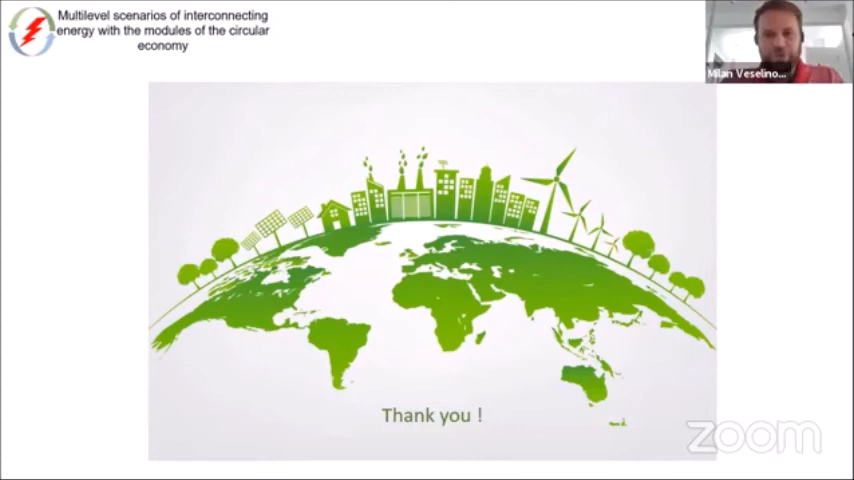 Multilevel scenarios of interconnecting
energy with the modules of the circular
economy
Milan Veselino...
Thank you !
zoom